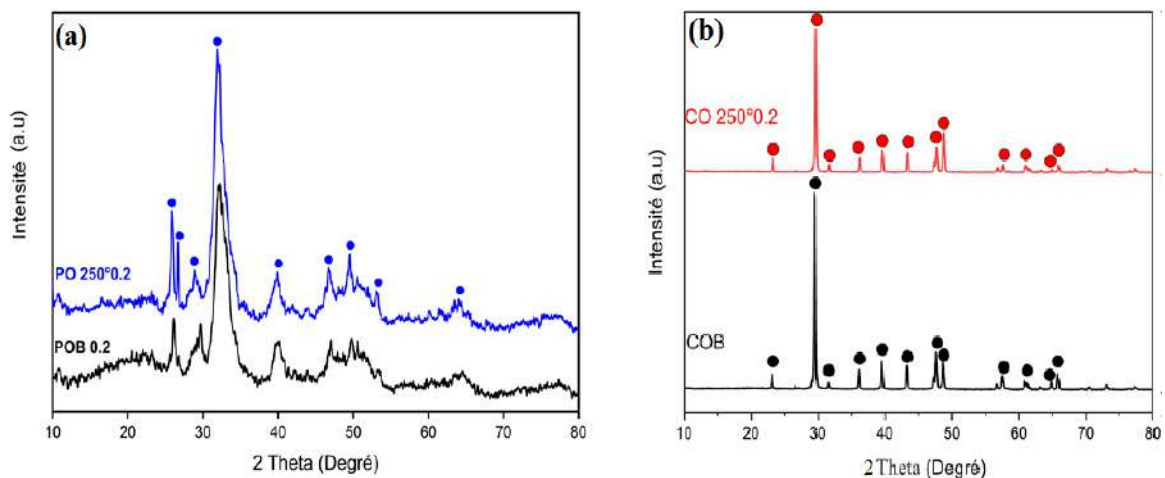 (a)
Intensité (a.u)
PO 250°0.2
POB 0.2
10 20 30 40 50 60 70 80
2 Theta (Degré)
(b)
Intensité (a.u)
CO 250°0.2
COB
10 20 30 40 50 60 70 80
2 Theta (Degré)